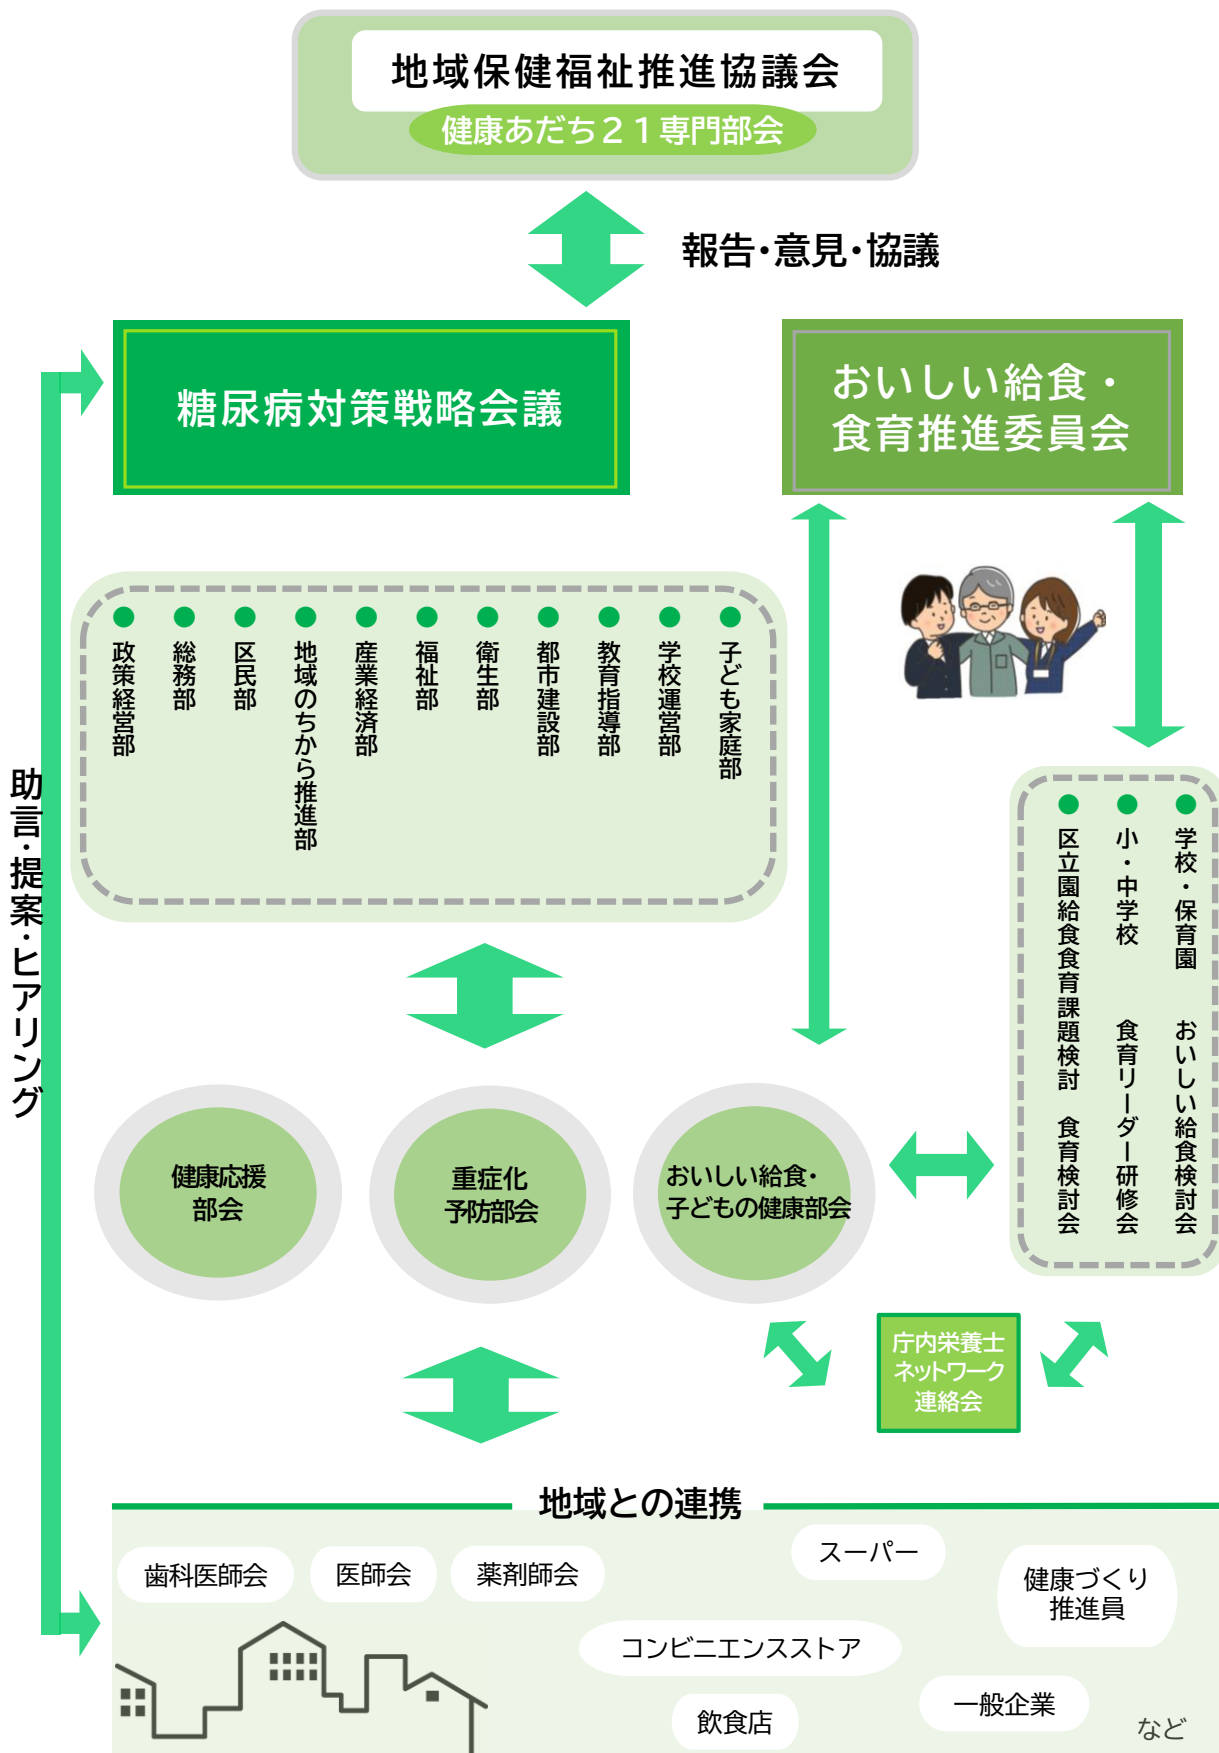 地域保健福祉推進協議会
健康あだち２１専門部会
報告・意見・協議
糖尿病対策戦略会議
おいしい給食・
食育推進委員会
政策経営部
総務部
区民部
地域のちから推進部
産業経済部
福祉部
衛生部
都市建設部
教育指導部
学校運営部
子ども家庭部
助言・提案・ヒアリング
学校・保育園　おいしい給食検討会
小・中学校　食育リーダー研修会
区立園給食食育課題検討　食育検討会
健康応援
部会
重症化
予防部会
おいしい給食・
子どもの健康部会
庁内栄養士
ネットワーク
連絡会
地域との連携
歯科医師会
医師会
薬剤師会
スーパー
健康づくり
推進員
コンビニエンスストア
飲食店
一般企業
など